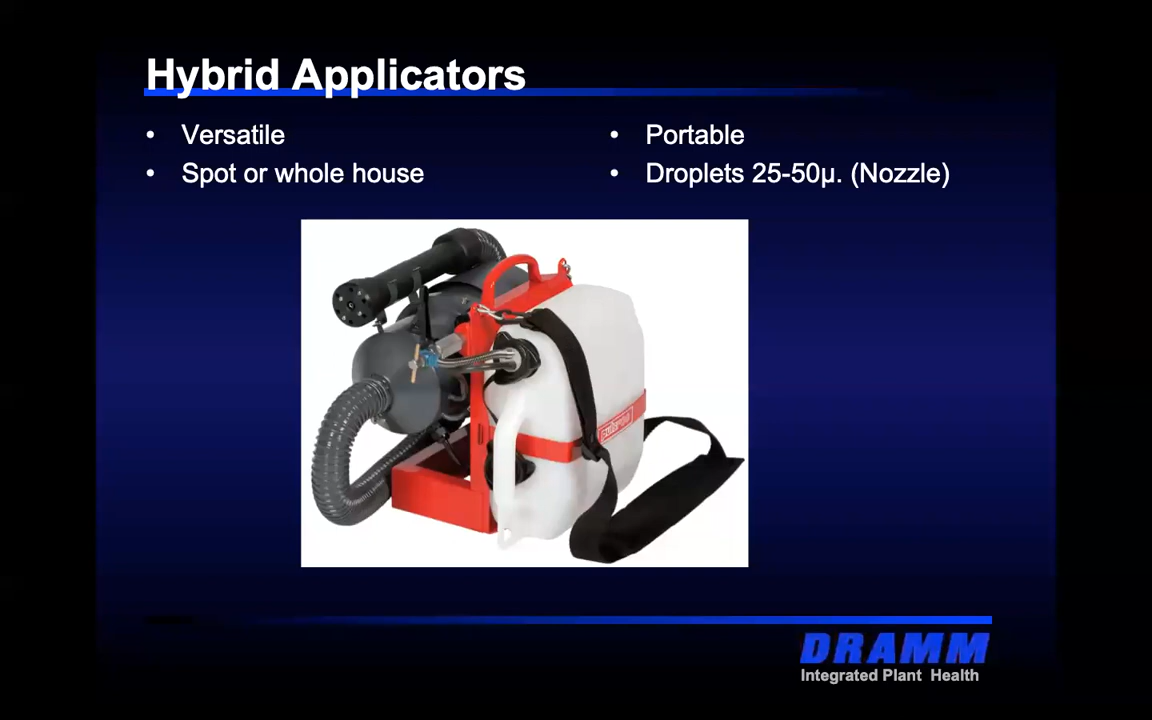 Hybrid Applicators
• Versatile
• Spot or whole house
• Portable
• Droplets 25-50µ. (Nozzle)
DRAMM
Integrated Plant Health